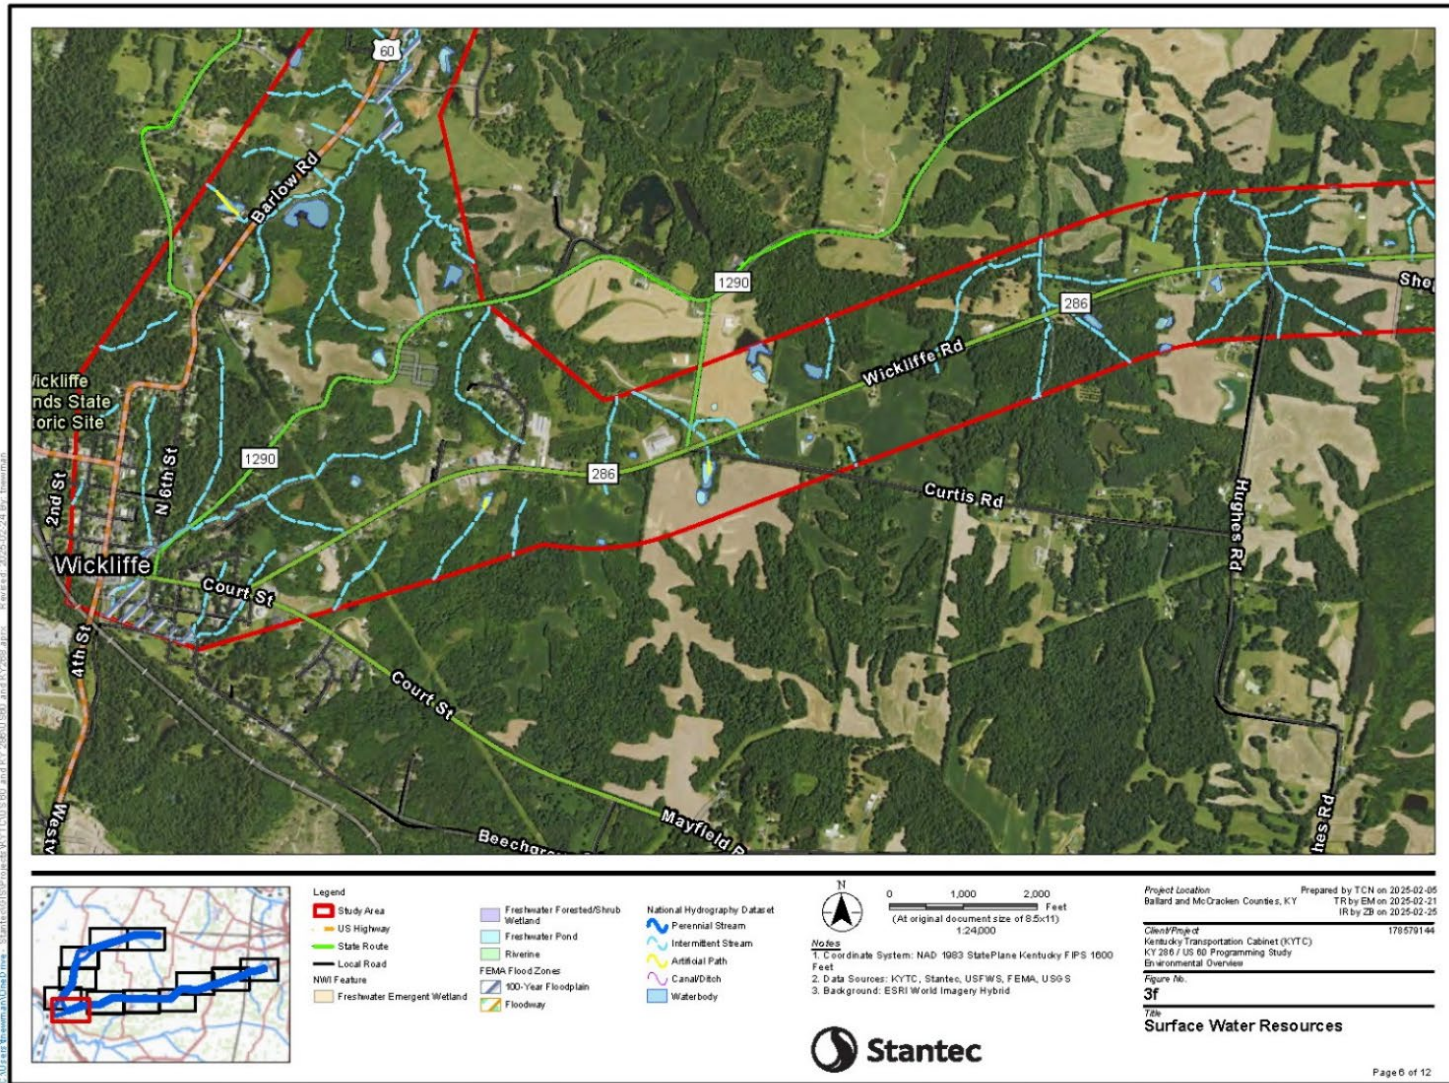 60
Barlow Rd
1290
Wickliffe Rd
286
Wickliffe
nds State
toric Site
2nd St
N 6th St
1290
286
Curtis Rd
Hughes Rd
Wickliffe
Court St
4th St
Court St
Mayfield R
hes Rd
Legend
Study Area
US Highway
State Route
Local Road
NWI Feature
Freshwater Emergent Wetland
Freshwater Forested/Shrub
Wetland
Freshwater Pond
Riverine
FEMA Flood Zones
100-Year Floodplain
Floodway
National Hydrography Dataset
Perennial Stream
Intermittent Stream
Artificial Path
Canal/Ditch
Waterbody
N
0 1,000 2,000
Feet
(At original document size of 8.5x11)
1:24,000
Notes
1. Coordinate System: NAD 1983 StatePlane Kentucky FIPS 1600
Feet
2. Data Sources: KYTC, Stantec, USFWS, FEMA, USGS
3. Background: ESRI World Imagery Hybrid
Stantec
Project Location
Ballard and McCracken Counties, KY
Prepared by TCN on 2025-02-05
TR by EM on 2025-02-21
IR by ZB on 2025-02-25
Client/Project
178579144
Kentucky Transportation Cabinet (KYTC)
KY 286 / US 60 Programming Study
Environmental Overview
Figure No.
3f
Title
Surface Water Resources
Page 6 of 12